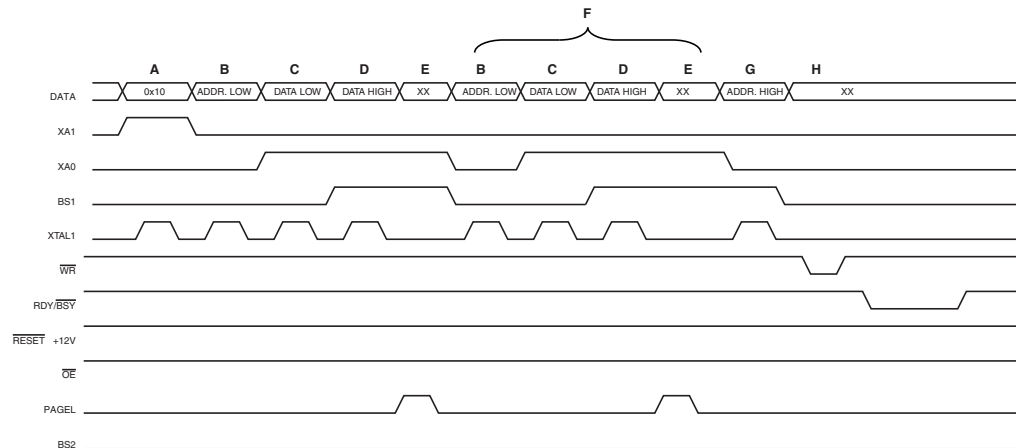 F
A B C D E B C D E G H
DATA 0x10 ADDR. LOW DATA LOW DATA HIGH XX ADDR. LOW DATA LOW DATA HIGH XX ADDR. HIGH XX
XA1
XA0
BS1
XTAL1
WR
RDY/BSY
RESET +12V
OE
PAGEL
BS2